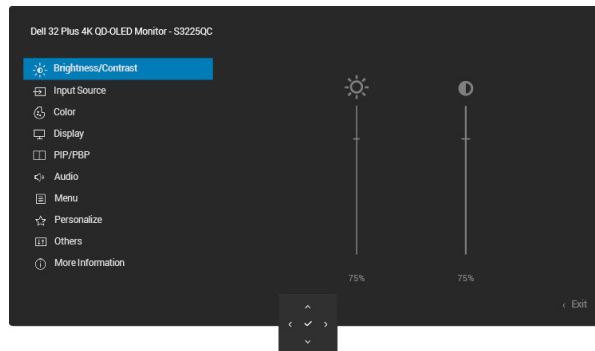 Dell 32 Plus 4K QD-OLED Monitor - S3225QC
Brightness/Contrast
Input Source
Color
Display
PIP/PBP
Audio
Menu
Personalize
Others
More Information
75% 75%
Exit